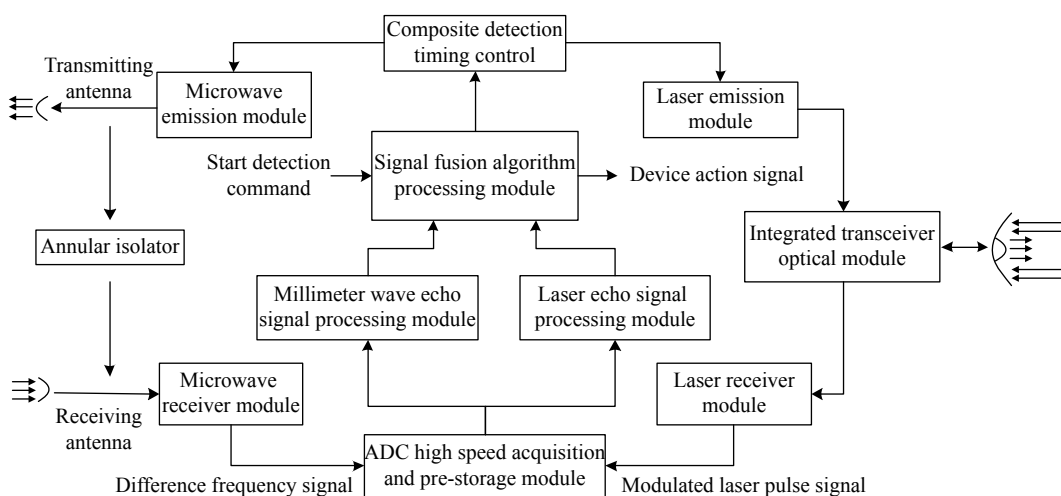 Composite detection
timing control
Transmitting
antenna
Microwave
emission module
Laser emission
module
Start detection
command
Signal fusion algorithm
processing module
Device action signal
Annular isolator
Integrated transceiver
optical module
Millimeter wave echo
signal processing module
Laser echo signal
processing module
Microwave
receiver module
Laser receiver
module
Receiving
antenna
ADC high speed acquisition
and pre-storage module
Difference frequency signal
Modulated laser pulse signal